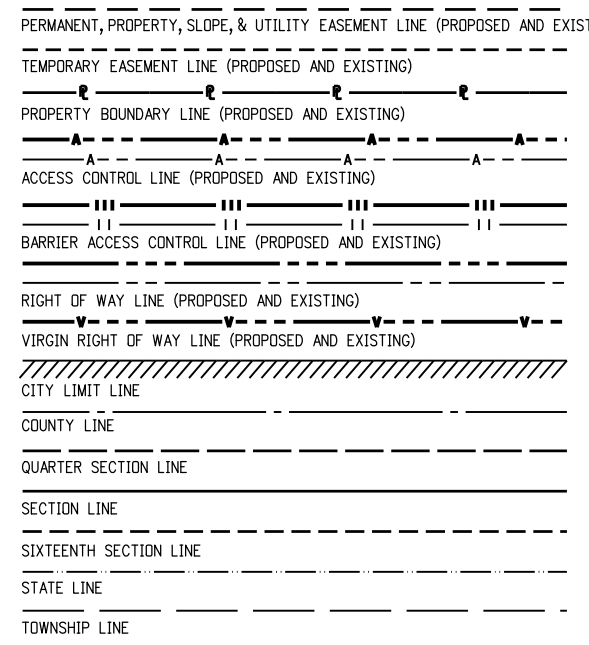 PERMANENT, PROPERTY, SLOPE, & UTILITY EASEMENT LINE (PROPOSED AND EXIST
TEMPORARY EASEMENT LINE (PROPOSED AND EXISTING)
PROPERTY BOUNDARY LINE (PROPOSED AND EXISTING)
A A A A
A A A A
ACCESS CONTROL LINE (PROPOSED AND EXISTING)
BARRIER ACCESS CONTROL LINE (PROPOSED AND EXISTING)
RIGHT OF WAY LINE (PROPOSED AND EXISTING)
V V V V
VIRGIN RIGHT OF WAY LINE (PROPOSED AND EXISTING)
CITY LIMIT LINE
COUNTY LINE
QUARTER SECTION LINE
SECTION LINE
SIXTEENTH SECTION LINE
STATE LINE
TOWNSHIP LINE